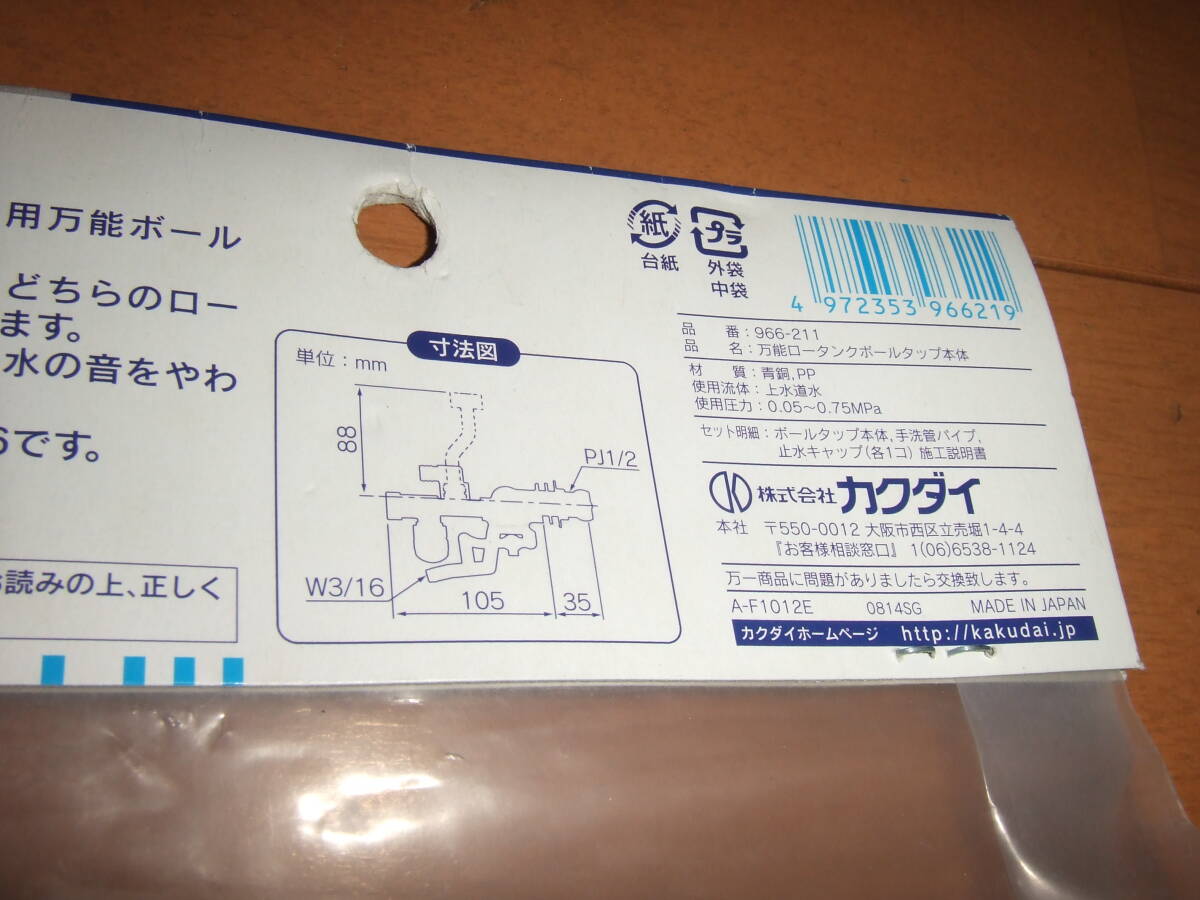 用万能ボール
どちらのロー
ます。
水の音をやわ
です。
読みの上、正しく
寸法図
単位：mm
88
PJ1/2
W3/16
105
35
紙
台紙
プラ
外袋
中袋
4 972353 966219
品 番：966-211
品 名：万能ロータンクボールタップ本体
材 質：青銅,PP
使用流体：上水道水
使用圧力：0.05～0.75MPa
セット明細：ボールタップ本体,手洗管パイプ,
止水キャップ（各1コ）施工説明書
株式会社 カクダイ
本社 〒550-0012 大阪市西区立売堀1-4-4
『お客様相談窓口』 1(06)6538-1124
万一商品に問題がありましたら交換致します。
A-F1012E 0814SG MADE IN JAPAN
カクダイホームページ http://kakudai.jp